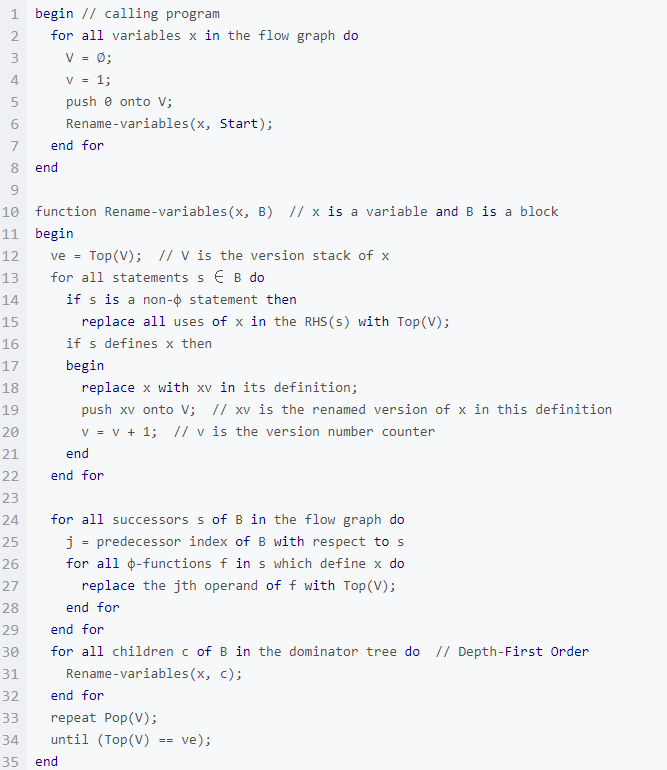 1 begin // calling program
2   for all variables x in the flow graph do
3     V = Ø;
4     v = 1;
5     push 0 onto V;
6     Rename-variables(x, Start);
7   end for
8 end
9
10 function Rename-variables(x, B)  // x is a variable and B is a block
11 begin
12   ve = Top(V);  // V is the version stack of x
13   for all statements s ∈ B do
14     if s is a non-ϕ statement then
15       replace all uses of x in the RHS(s) with Top(V);
16     if s defines x then
17     begin
18       replace x with xv in its definition;
19       push xv onto V;  // xv is the renamed version of x in this definition
20       v = v + 1;  // v is the version number counter
21     end
22   end for
23
24   for all successors s of B in the flow graph do
25     j = predecessor index of B with respect to s
26     for all ϕ-functions f in s which define x do
27       replace the jth operand of f with Top(V);
28     end for
29   end for
30   for all children c of B in the dominator tree do  // Depth-First Order
31     Rename-variables(x, c);
32   end for
33   repeat Pop(V);
34   until (Top(V) == ve);
35 end